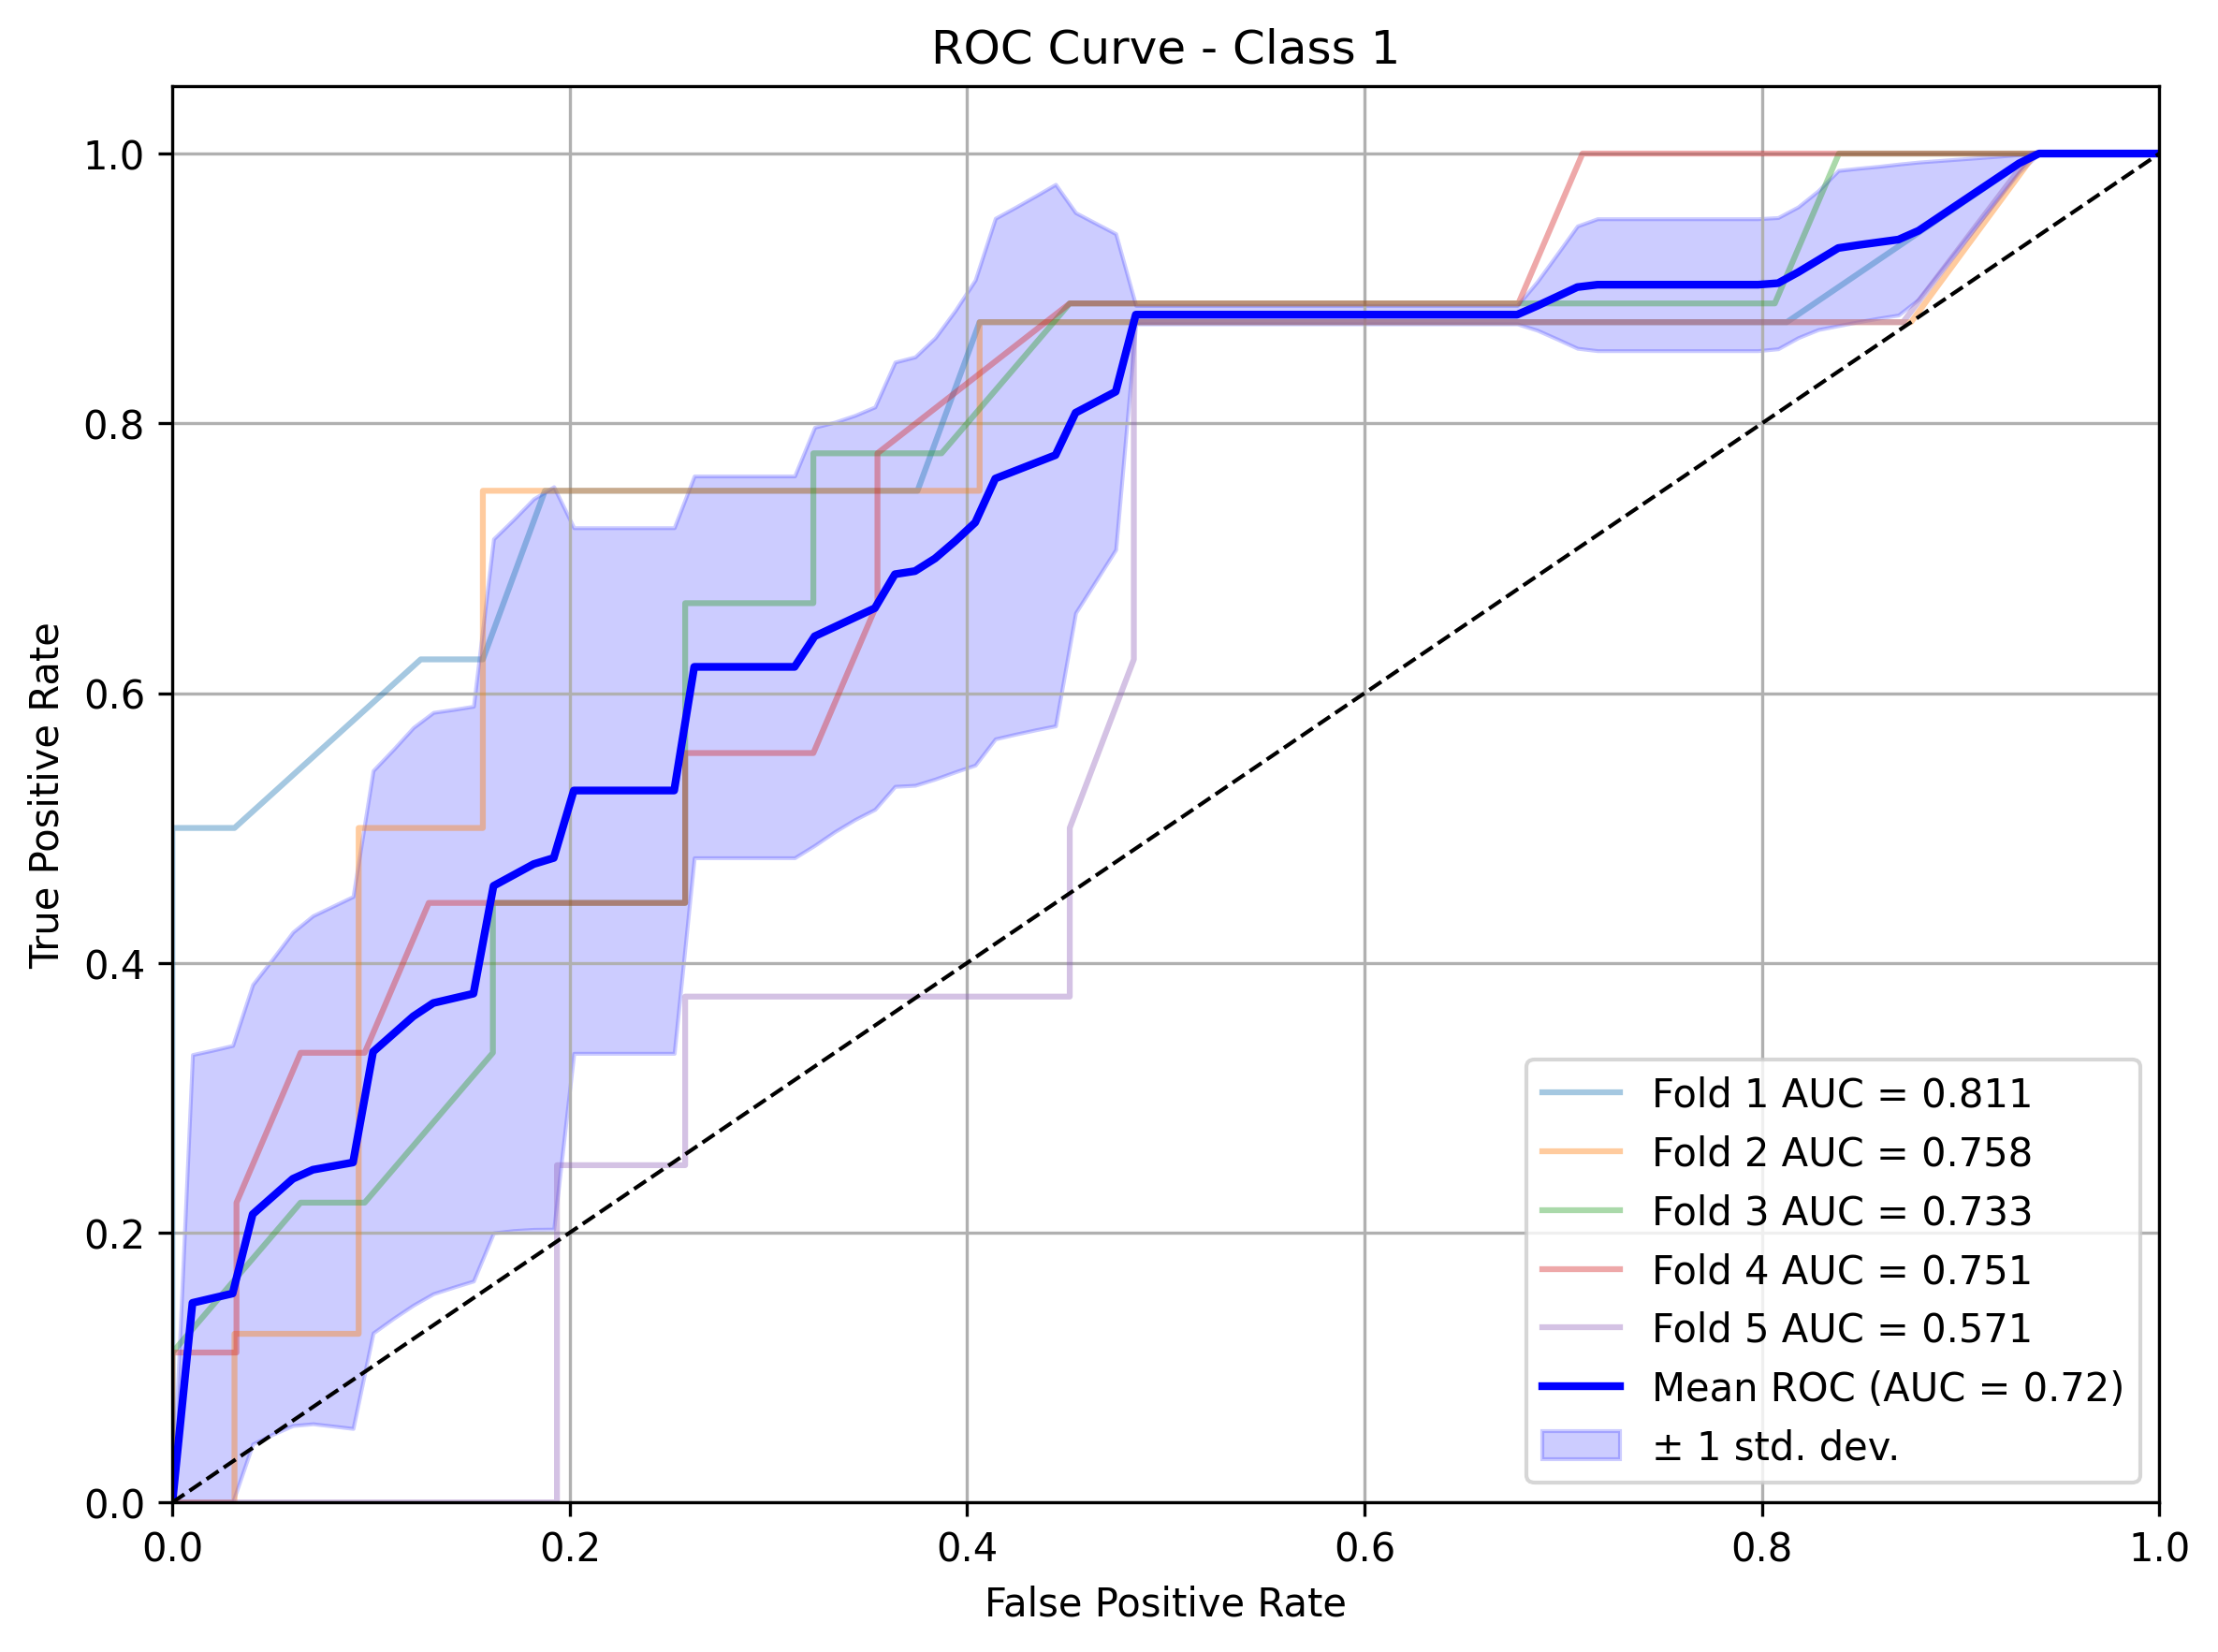 ROC Curve - Class 1
True Positive Rate
1.0
0.8
0.6
0.4
0.2
0.0
0.0 0.2 0.4 0.6 0.8 1.0
False Positive Rate
Fold 1 AUC = 0.811
Fold 2 AUC = 0.758
Fold 3 AUC = 0.733
Fold 4 AUC = 0.751
Fold 5 AUC = 0.571
Mean ROC (AUC = 0.72)
± 1 std. dev.